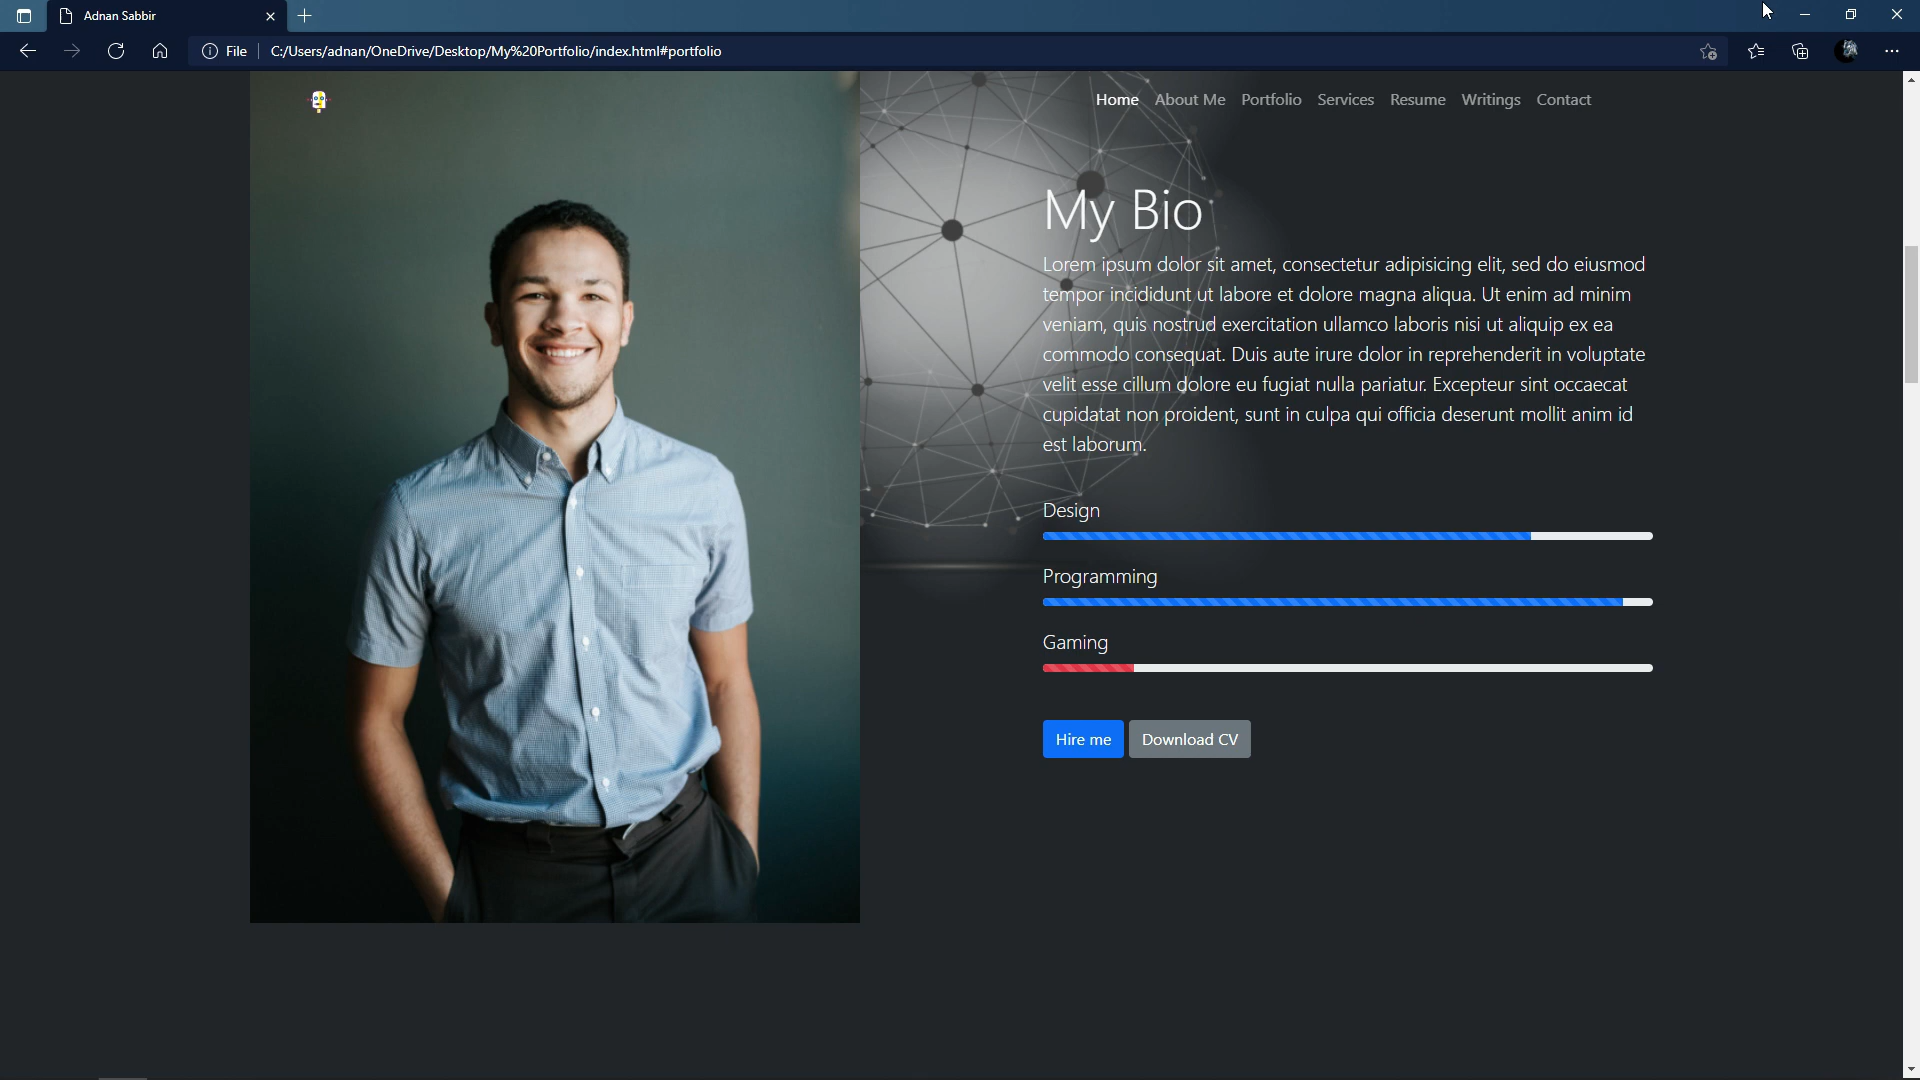 Adnan Sabbir
File
C:/Users/adnan/OneDrive/Desktop/My%20Portfolio/index.html#portfolio
Home About Me Portfolio Services Resume Writings Contact
My Bio
Lorem ipsum dolor sit amet, consectetur adipisicing elit, sed do eiusmod
tempor incididunt ut labore et dolore magna aliqua. Ut enim ad minim
veniam, quis nostrud exercitation ullamco laboris nisi ut aliquip ex ea
commodo consequat. Duis aute irure dolor in reprehenderit in voluptate
velit esse cillum dolore eu fugiat nulla pariatur. Excepteur sint occaecat
cupidatat non proident, sunt in culpa qui officia deserunt mollit anim id
est laborum.
Design
Programming
Gaming
Hire me Download CV